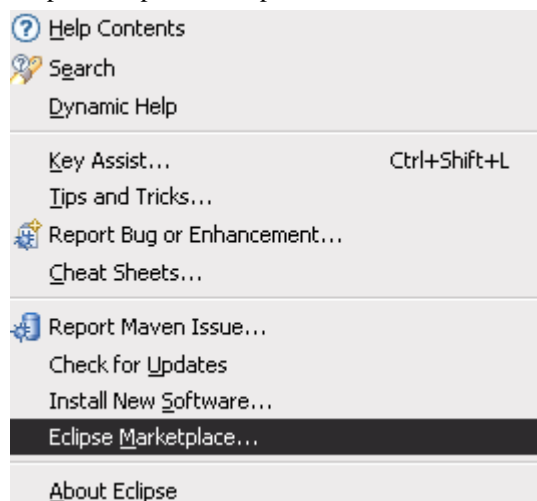 Help Contents
Search
Dynamic Help
Key Assist... Ctrl+Shift+L
Tips and Tricks...
Report Bug or Enhancement...
Cheat Sheets...
Report Maven Issue...
Check for Updates
Install New Software...
Eclipse Marketplace...
About Eclipse